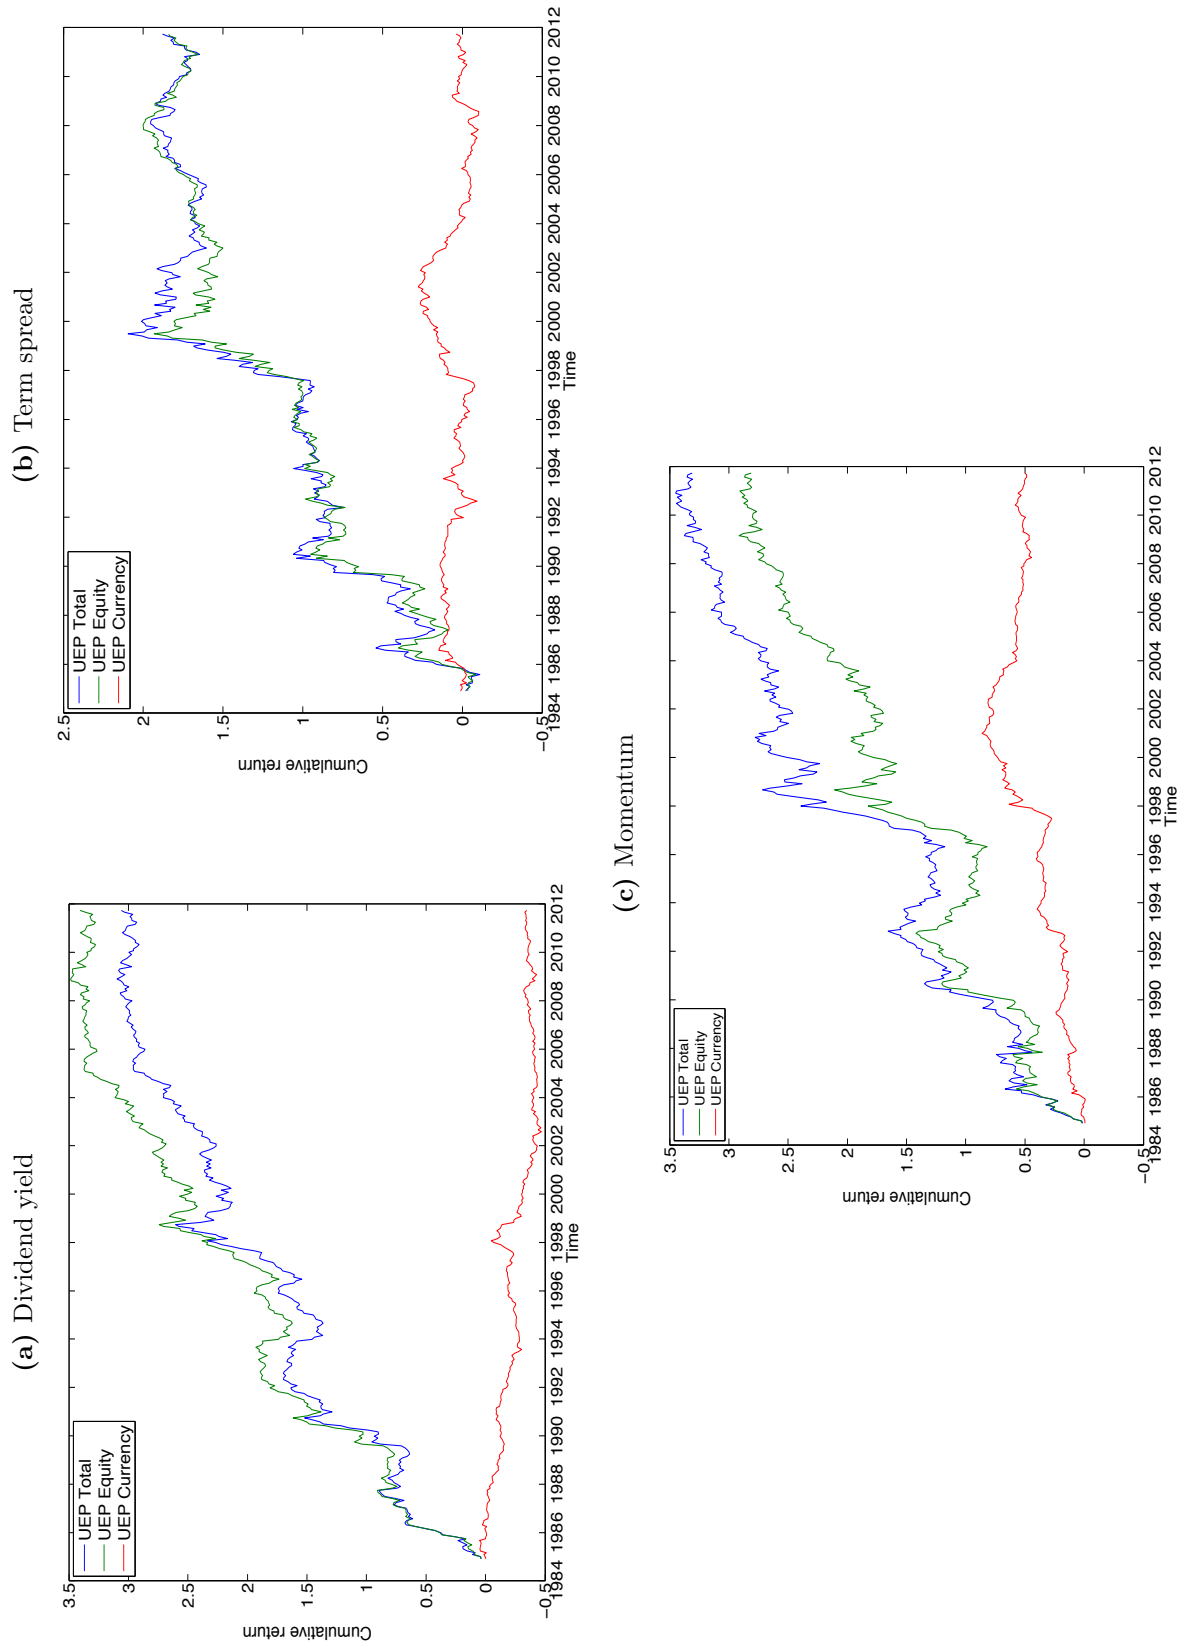 (a) Dividend yield
3.5
3
2.5
2
1.5
1
0.5
0
−0.5
Cumulative return
UEP Total
UEP Equity
UEP Currency
1984 1986 1988 1990 1992 1994 1996 1998 2000 2002 2004 2006 2008 2010 2012
Time
(b) Term spread
2.5
2
1.5
1
0.5
0
−0.5
Cumulative return
UEP Total
UEP Equity
UEP Currency
1984 1986 1988 1990 1992 1994 1996 1998 2000 2002 2004 2006 2008 2010 2012
Time
(c) Momentum
3.5
3
2.5
2
1.5
1
0.5
0
−0.5
Cumulative return
UEP Total
UEP Equity
UEP Currency
1984 1986 1988 1990 1992 1994 1996 1998 2000 2002 2004 2006 2008 2010 2012
Time